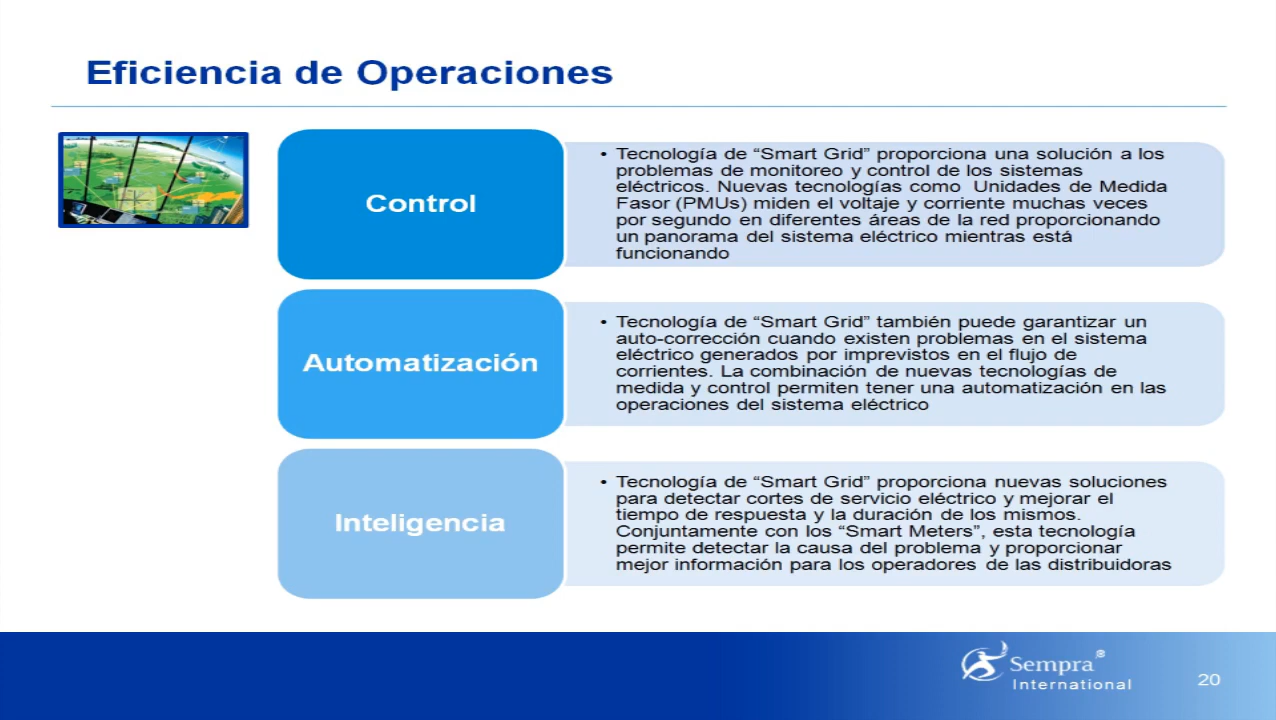 Eficiencia de Operaciones
Control
• Tecnología de “Smart Grid” proporciona una solución a los
problemas de monitoreo y control de los sistemas
eléctricos. Nuevas tecnologías como Unidades de Medida
Fasor (PMUs) miden el voltaje y corriente muchas veces
por segundo en diferentes áreas de la red proporcionando
un panorama del sistema eléctrico mientras está
funcionando
Automatización
• Tecnología de “Smart Grid” también puede garantizar un
auto-corrección cuando existen problemas en el sistema
eléctrico generados por imprevistos en el flujo de
corrientes. La combinación de nuevas tecnologías de
medida y control permiten tener una automatización en las
operaciones del sistema eléctrico
Inteligencia
• Tecnología de “Smart Grid” proporciona nuevas soluciones
para detectar cortes de servicio eléctrico y mejorar el
tiempo de respuesta y la duración de los mismos.
Conjuntamente con los “Smart Meters”, esta tecnología
permite detectar la causa del problema y proporcionar
mejor información para los operadores de las distribuidoras
Sempra®
International
20